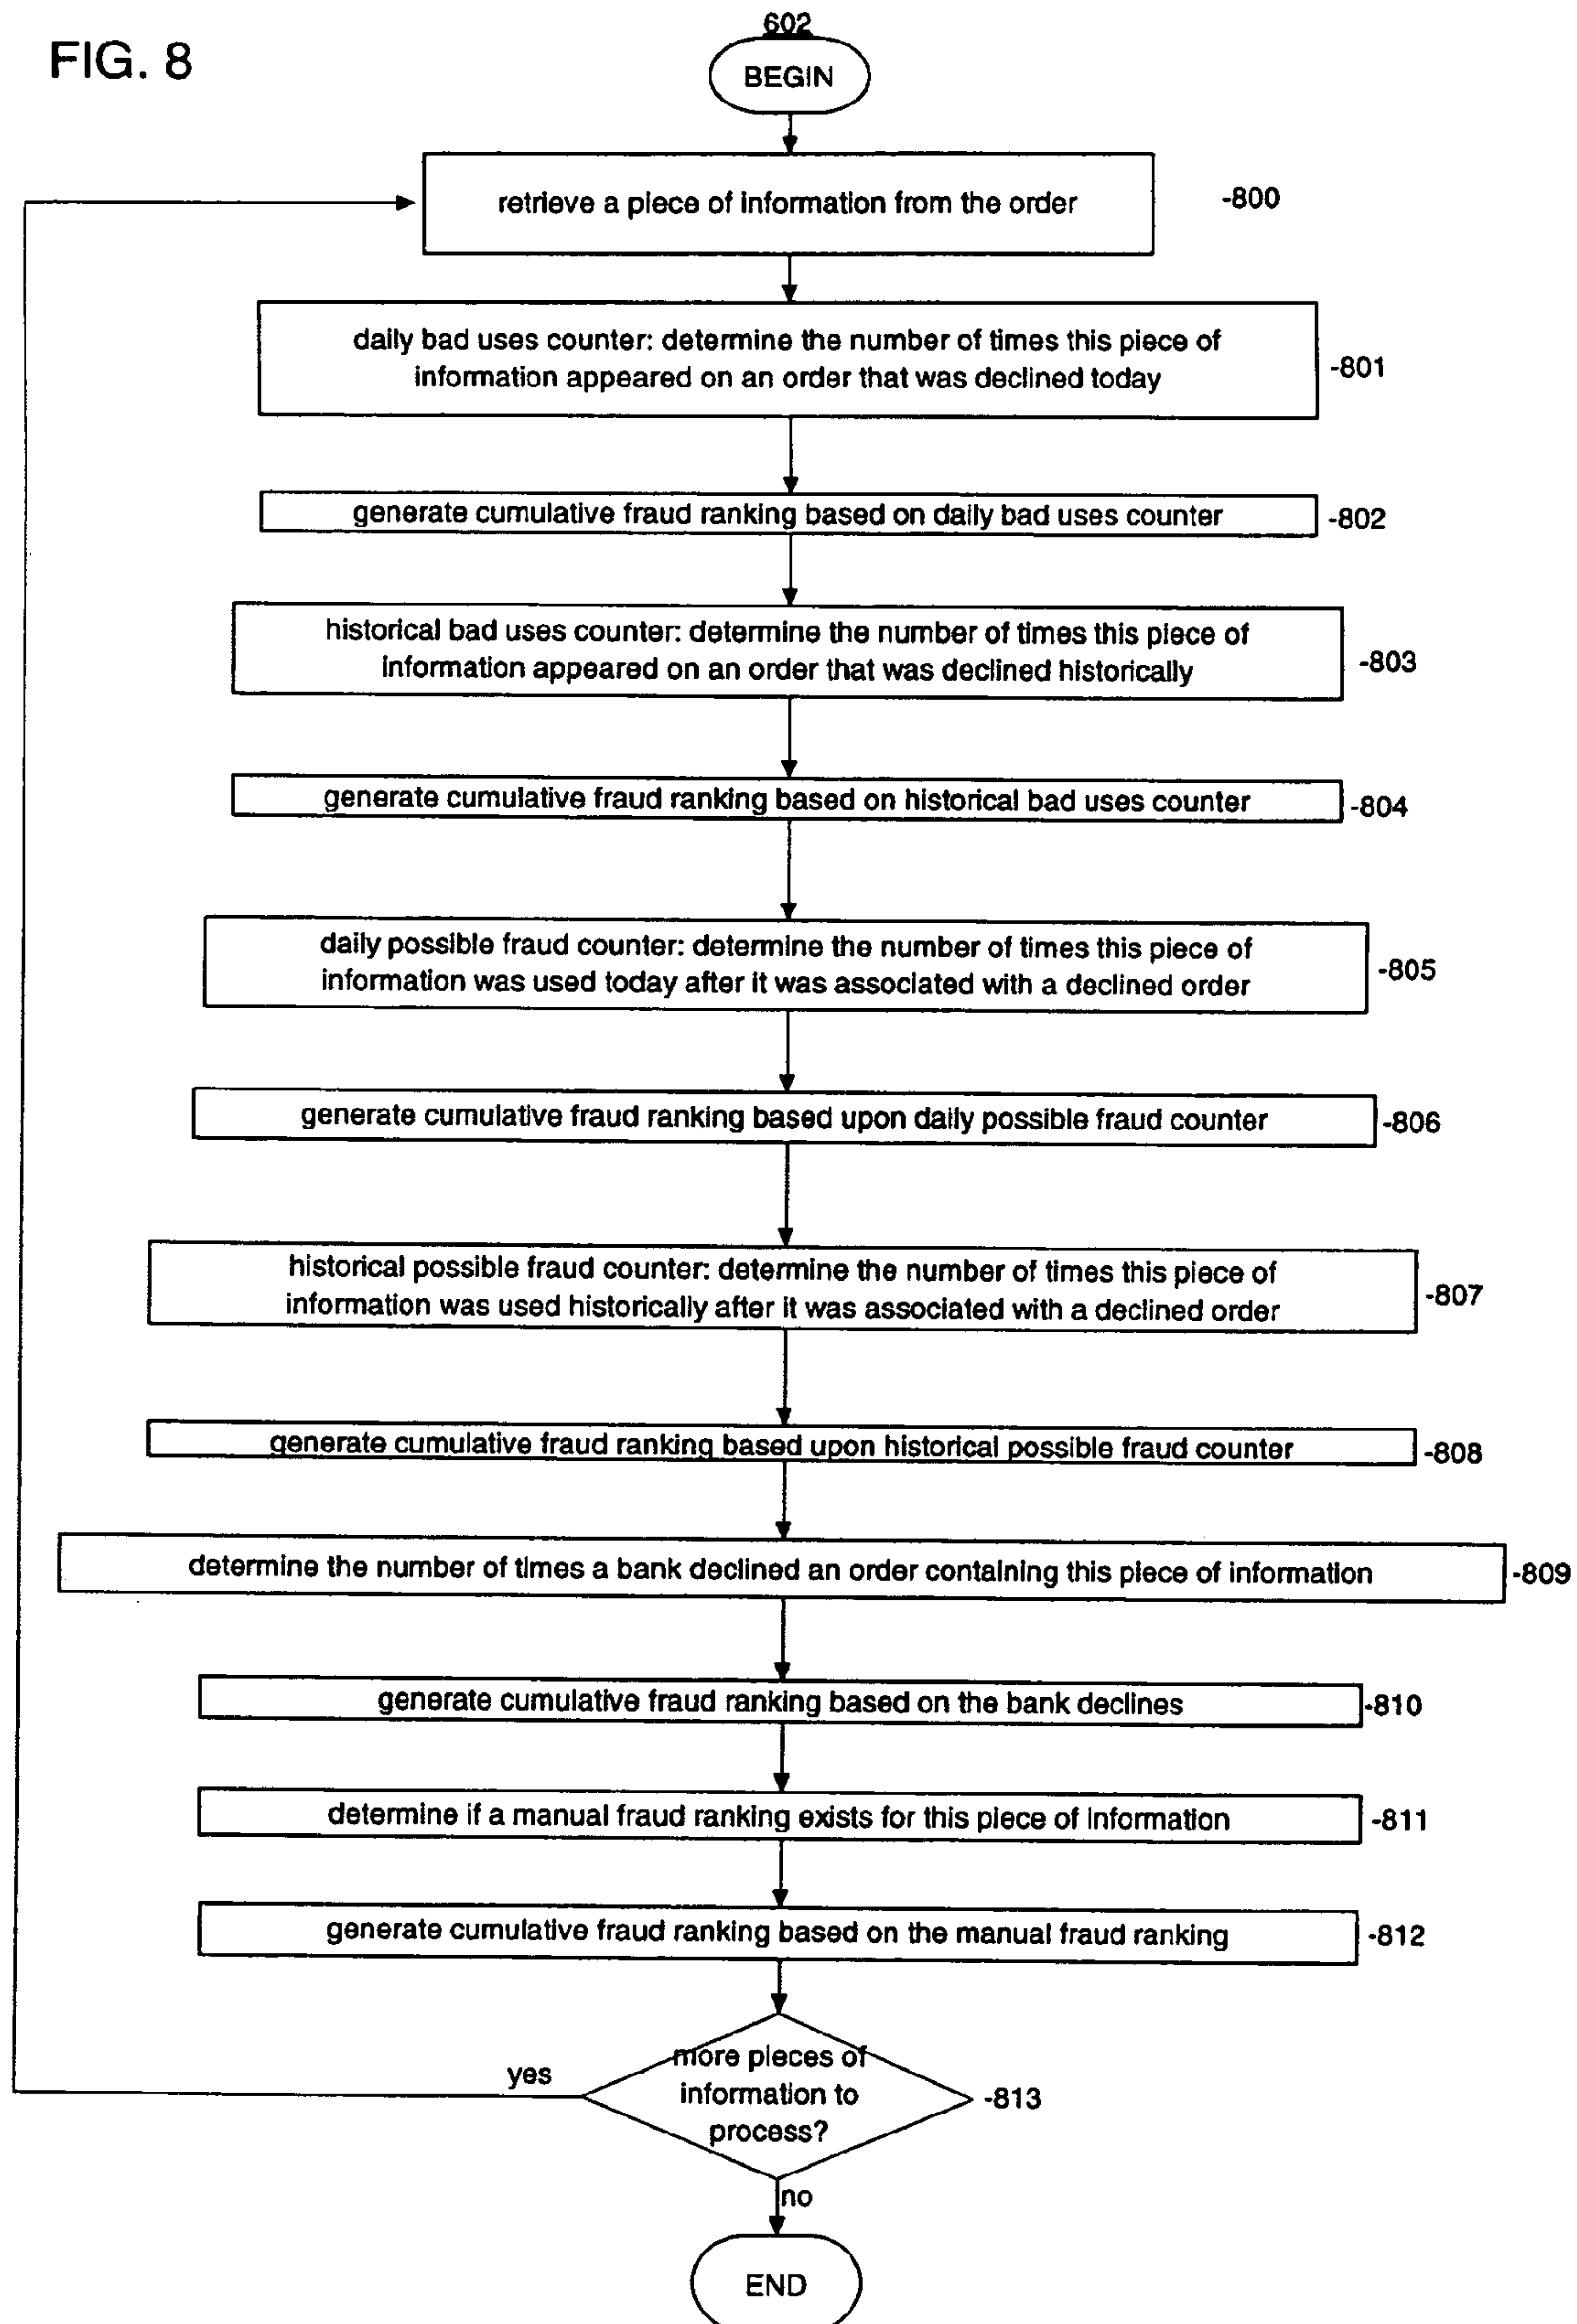 FIG. 8
602
BEGIN
retrieve a piece of information from the order
-800
daily bad uses counter: determine the number of times this piece of
information appeared on an order that was declined today
-801
generate cumulative fraud ranking based on daily bad uses counter
-802
historical bad uses counter: determine the number of times this piece of
information appeared on an order that was declined historically
-803
generate cumulative fraud ranking based on historical bad uses counter
-804
daily possible fraud counter: determine the number of times this piece of
information was used today after it was associated with a declined order
-805
generate cumulative fraud ranking based upon daily possible fraud counter
-806
historical possible fraud counter: determine the number of times this piece of
information was used historically after it was associated with a declined order
-807
generate cumulative fraud ranking based upon historical possible fraud counter
-808
determine the number of times a bank declined an order containing this piece of information
-809
generate cumulative fraud ranking based on the bank declines
-810
determine if a manual fraud ranking exists for this piece of information
-811
generate cumulative fraud ranking based on the manual fraud ranking
-812
more pieces of
information to
process?
-813
yes
no
END